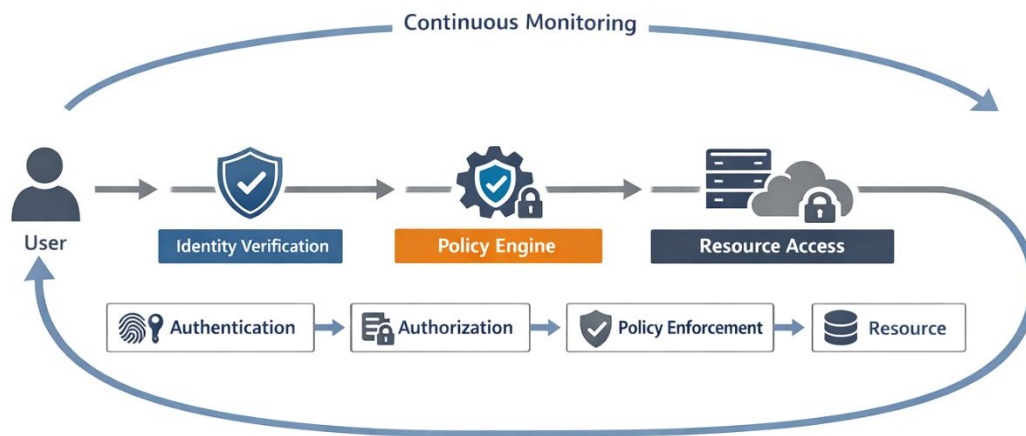 Continuous Monitoring
User
Identity Verification
Policy Engine
Resource Access
Authentication
Authorization
Policy Enforcement
Resource